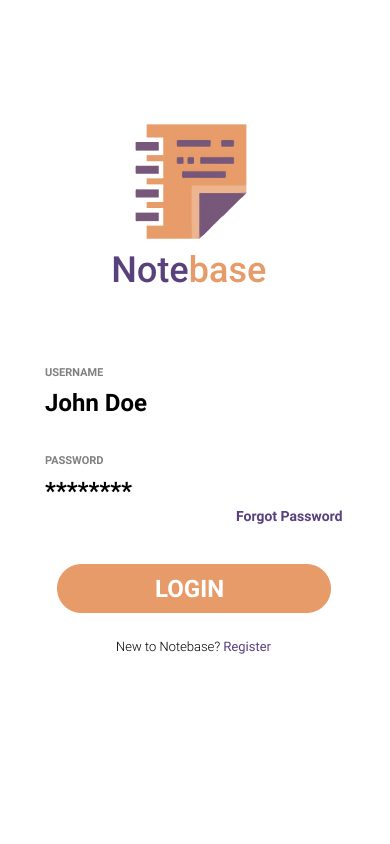 Notebase
USERNAME
John Doe
PASSWORD
********
Forgot Password
LOGIN
New to Notebase? Register